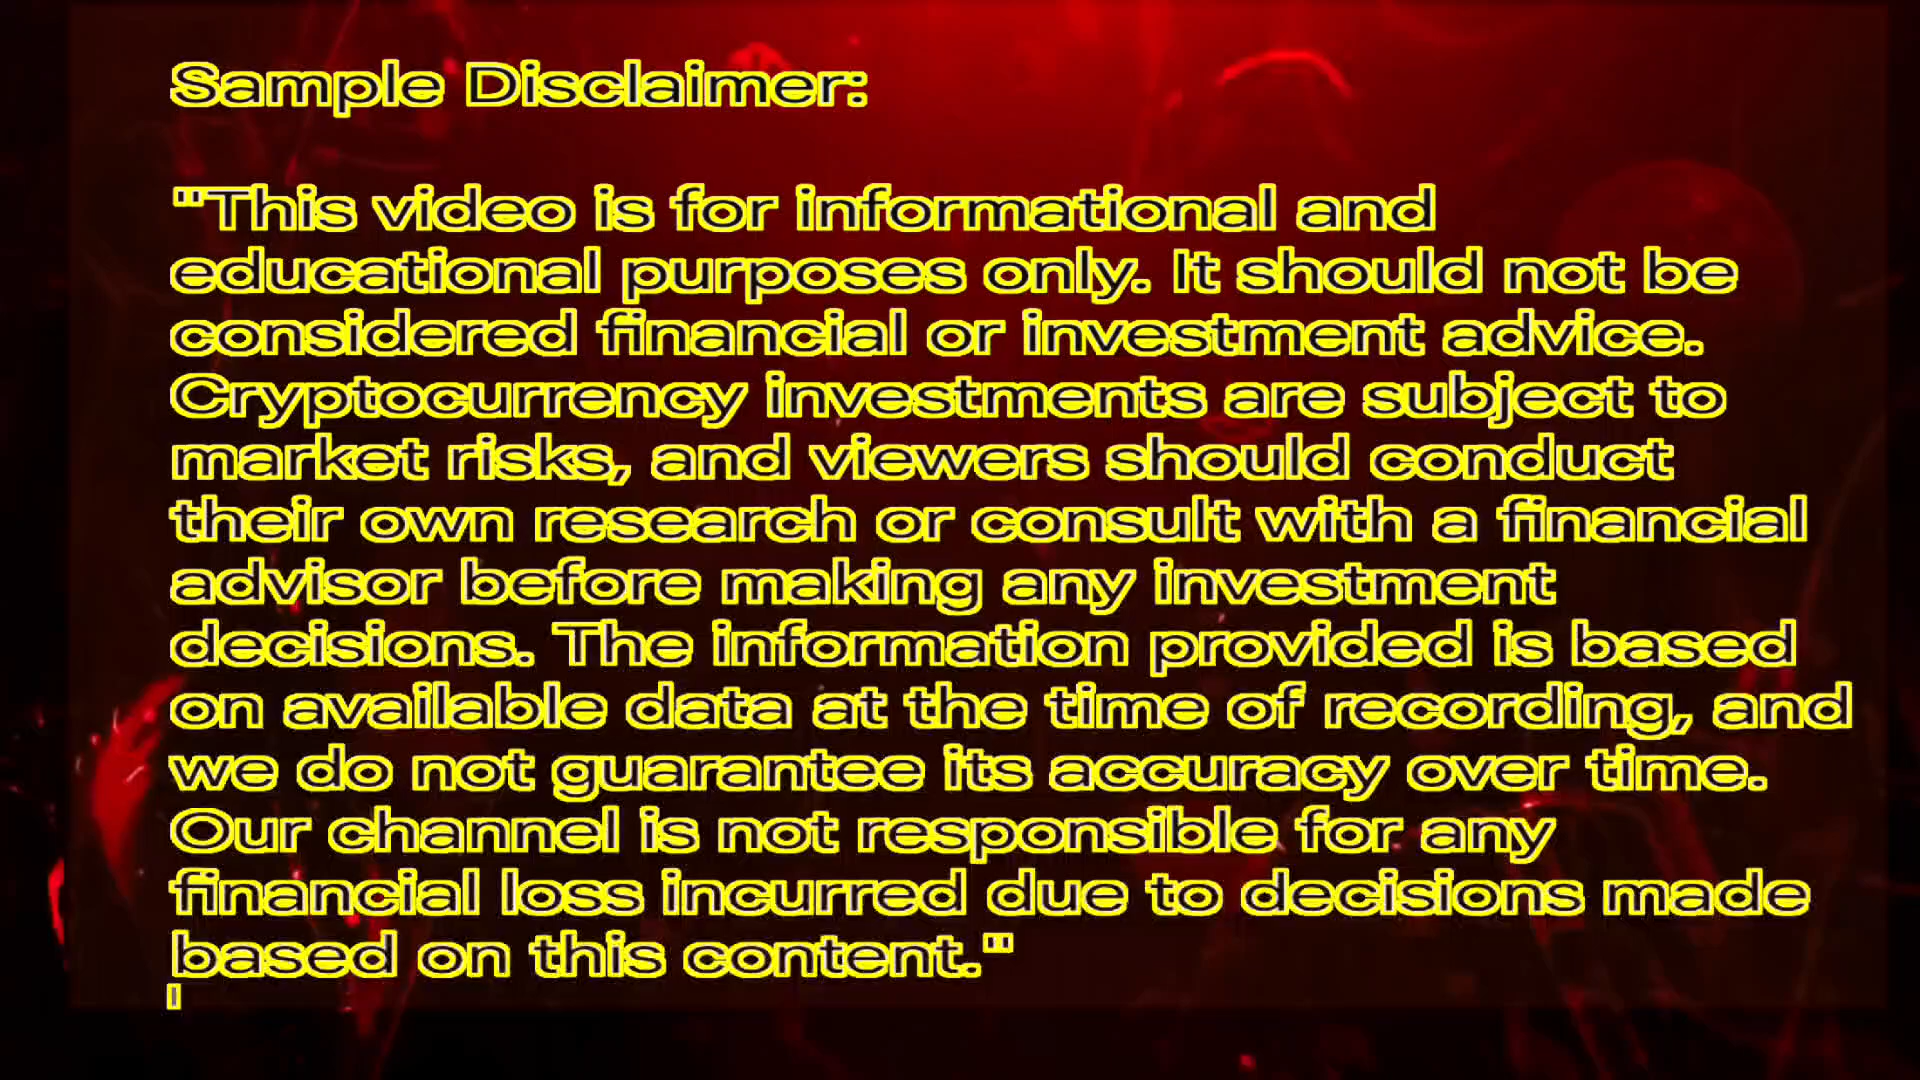 Sample Disclaimer:
"This video is for informational and
educational purposes only. It should not be
considered financial or investment advice.
Cryptocurrency investments are subject to
market risks, and viewers should conduct
their own research or consult with a financial
advisor before making any investment
decisions. The information provided is based
on available data at the time of recording, and
we do not guarantee its accuracy over time.
Our channel is not responsible for any
financial loss incurred due to decisions made
based on this content."